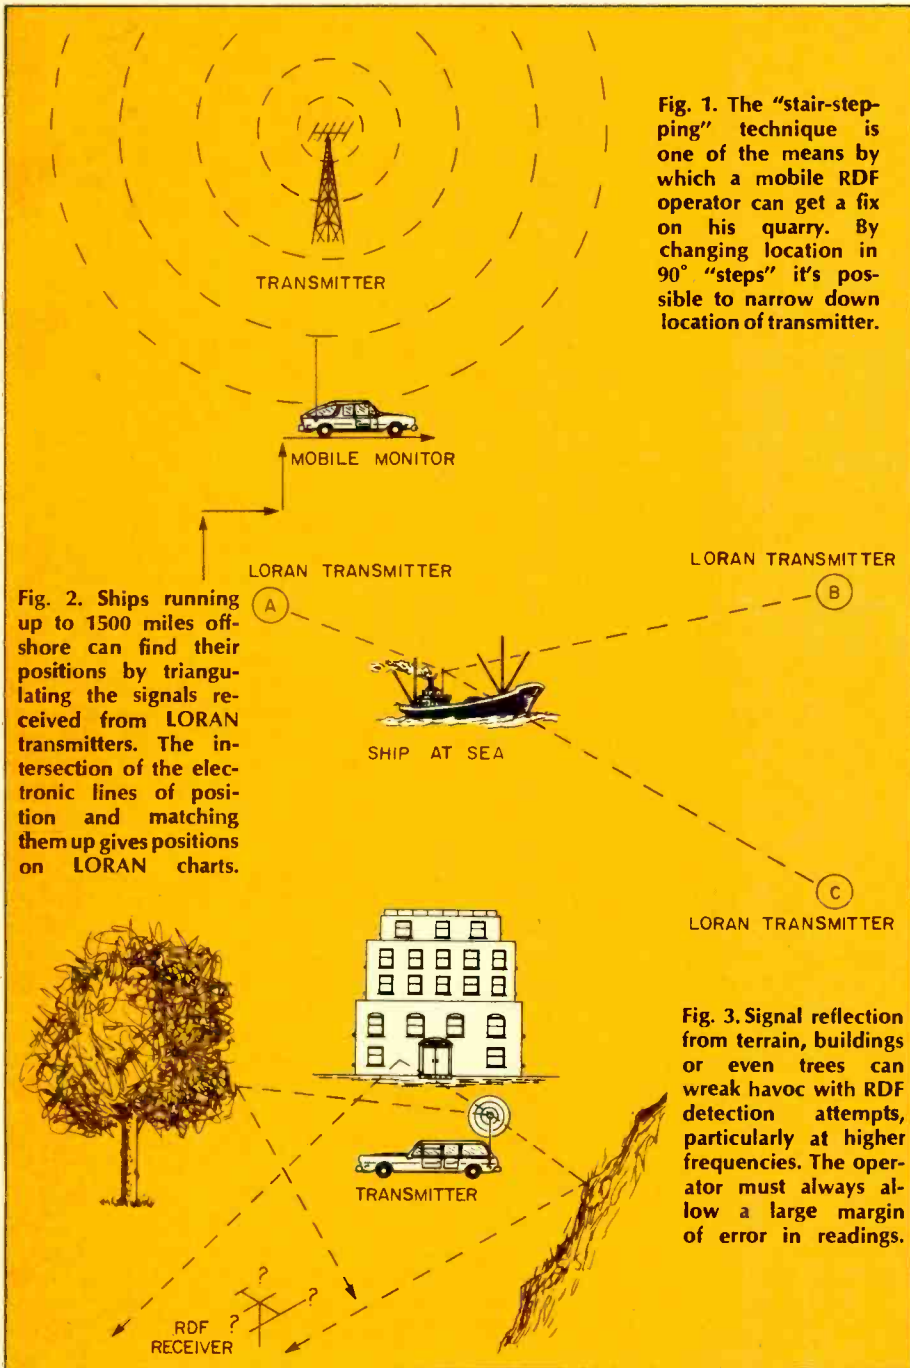 Fig. 1. The "stair-step-
ping" technique is
one of the means by
which a mobile RDF
operator can get a fix
on his quarry. By
changing location in
90° "steps" it's pos-
sible to narrow down
location of transmitter.
TRANSMITTER
MOBILE MONITOR
LORAN TRANSMITTER
A
LORAN TRANSMITTER
B
Fig. 2. Ships running
up to 1500 miles off-
shore can find their
positions by triangu-
lating the signals re-
ceived from LORAN
transmitters. The in-
tersection of the elec-
tronic lines of posi-
tion and matching
them up gives positions
on LORAN charts.
SHIP AT SEA
C
LORAN TRANSMITTER
Fig. 3. Signal reflection
from terrain, buildings
or even trees can
wreak havoc with RDF
detection attempts,
particularly at higher
frequencies. The oper-
ator must always al-
low a large margin
of error in readings.
TRANSMITTER
?
?
?
RDF
RECEIVER